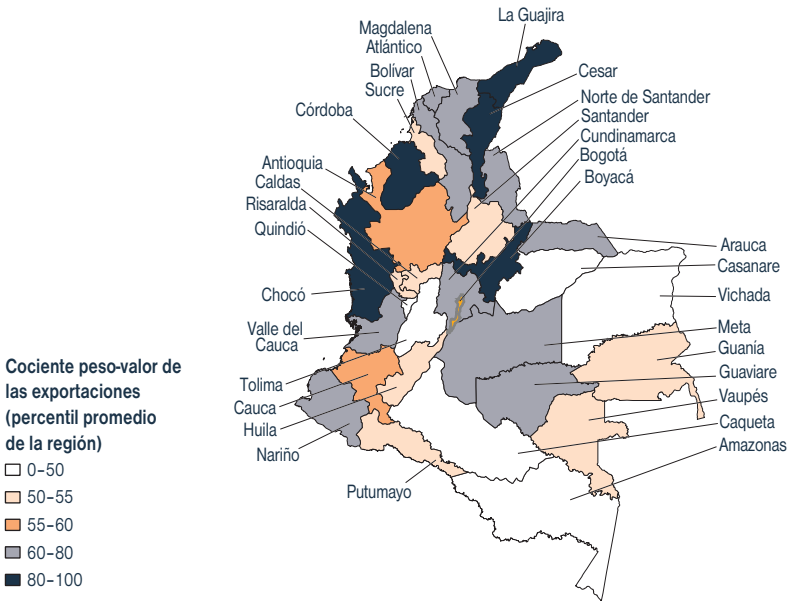 La Guajira
Magdalena
Atlántico
Bolívar
Sucre
Córdoba
Antioquia
Caldas
Risaralda
Quindió
Chocó
Valle del
Cauca
Tolima
Cauca
Huila
Nariño
Putumayo
Cesar
Norte de Santander
Santander
Cundinamarca
Bogotá
Boyacá
Arauca
Casanare
Vichada
Meta
Guanía
Guaviare
Vaupés
Caqueta
Amazonas
Cociente peso-valor de
las exportaciones
(percentil promedio
de la región)
0–50
50–55
55–60
60–80
80–100